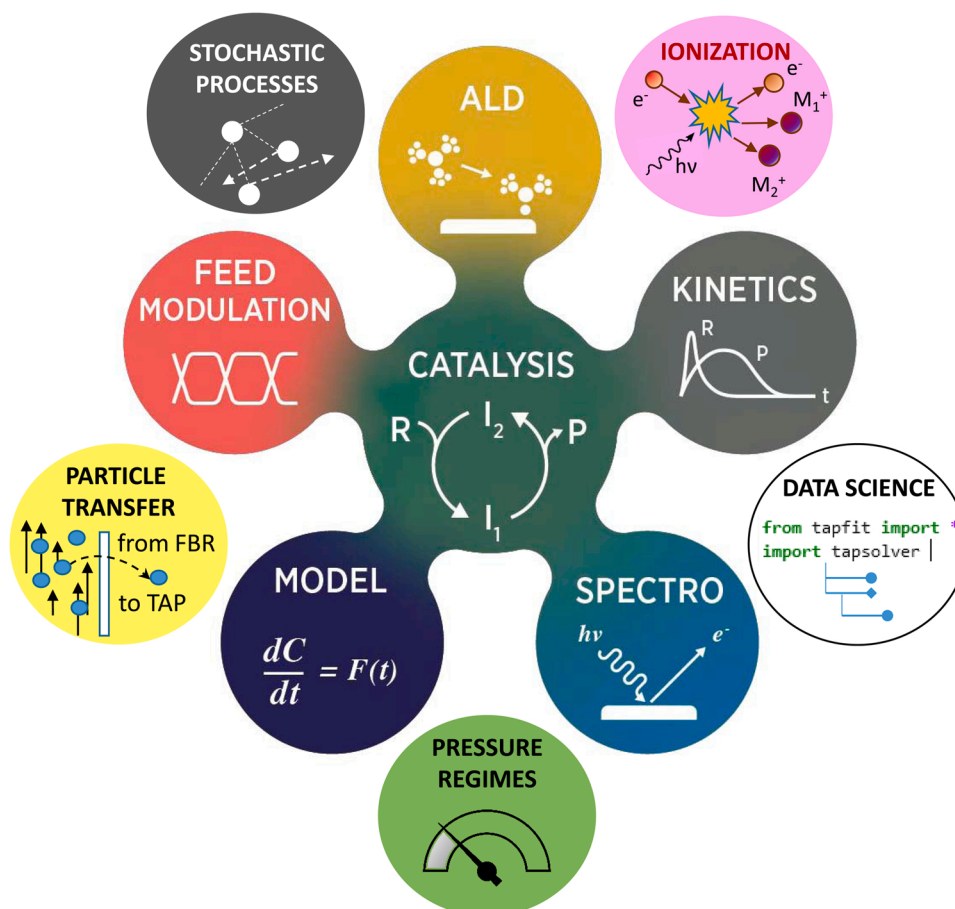 STOCHASTIC
PROCESSES
ALD
IONIZATION
e⁻
e⁻
M₁⁺
hν
M₂⁺
FEED
MODULATION
KINETICS
R
P
t
CATALYSIS
R
I₂
P
I₁
PARTICLE
TRANSFER
from FBR
to TAP
DATA SCIENCE
from tapfit import *
import tapsolver
MODEL
dC
dt
= F(t)
SPECTRO
hν
e⁻
PRESSURE
REGIMES